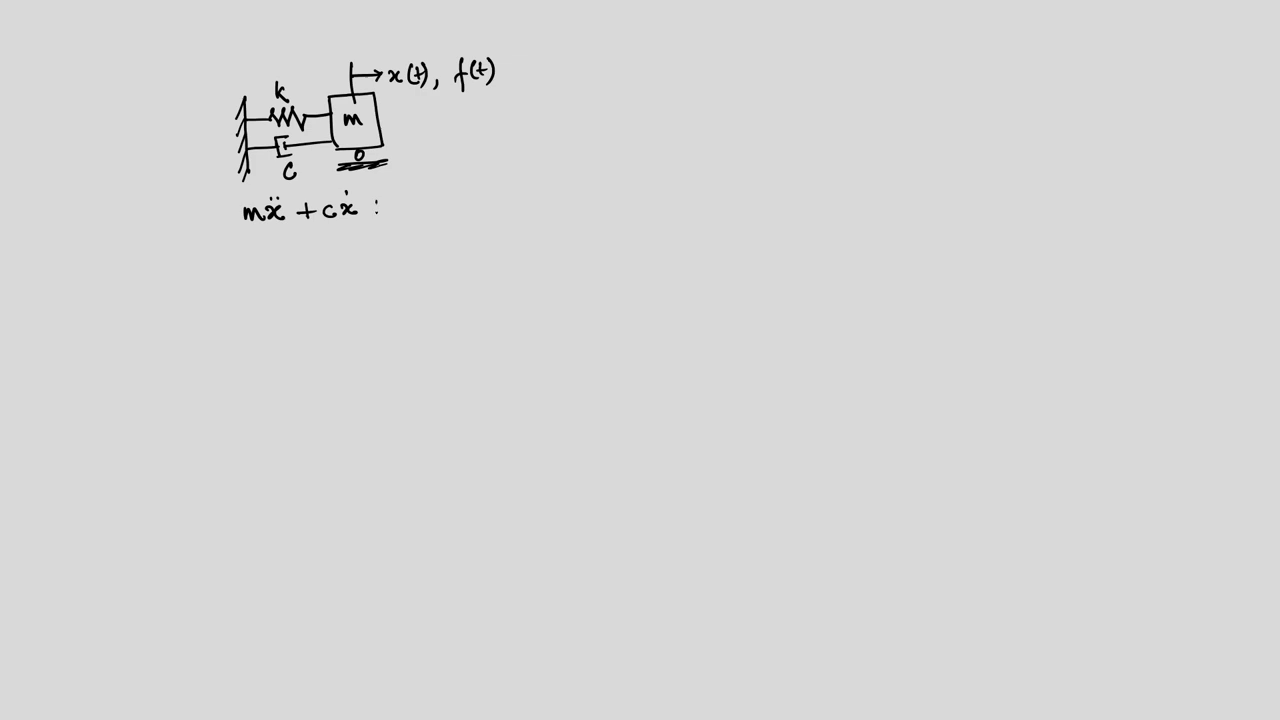 x(t), f(t)
k
m
c
mẍ + cẋ :